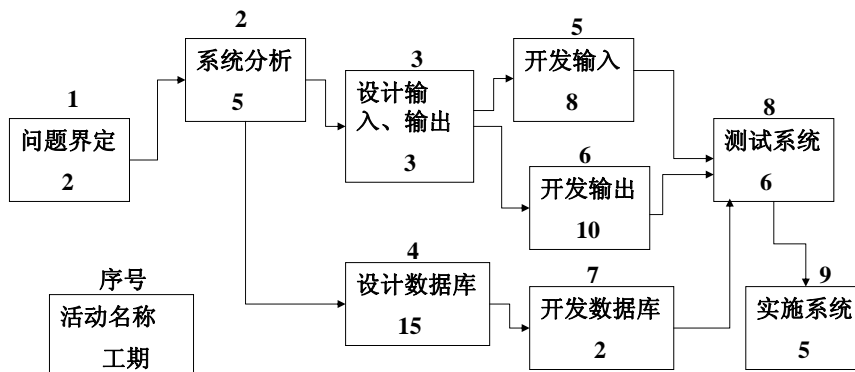 1
问题界定
2
2
系统分析
5
3
设计输
入、输出
3
5
开发输入
8
6
开发输出
10
4
设计数据库
15
7
开发数据库
2
8
测试系统
6
9
实施系统
5
序号
活动名称
工期